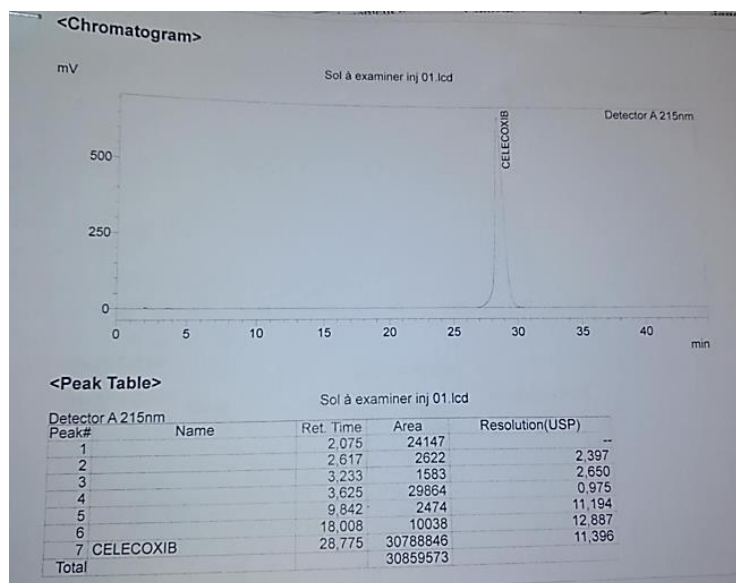 <Chromatogram>
mV
Sol à examiner inj 01.lcd
Detector A 215nm
CELECOXIB
500
250
0
0 5 10 15 20 25 30 35 40
min
<Peak Table>
Sol à examiner inj 01.lcd
Detector A 215nm
Peak# Name Ret. Time Area Resolution(USP)
1 2,075 24147 --
2 2,617 2622 2,397
3 3,233 1583 2,650
4 3,625 29864 0,975
5 9,842 2474 11,194
6 18,008 10038 12,887
7 CELECOXIB 28,775 30788846 11,396
Total 30859573